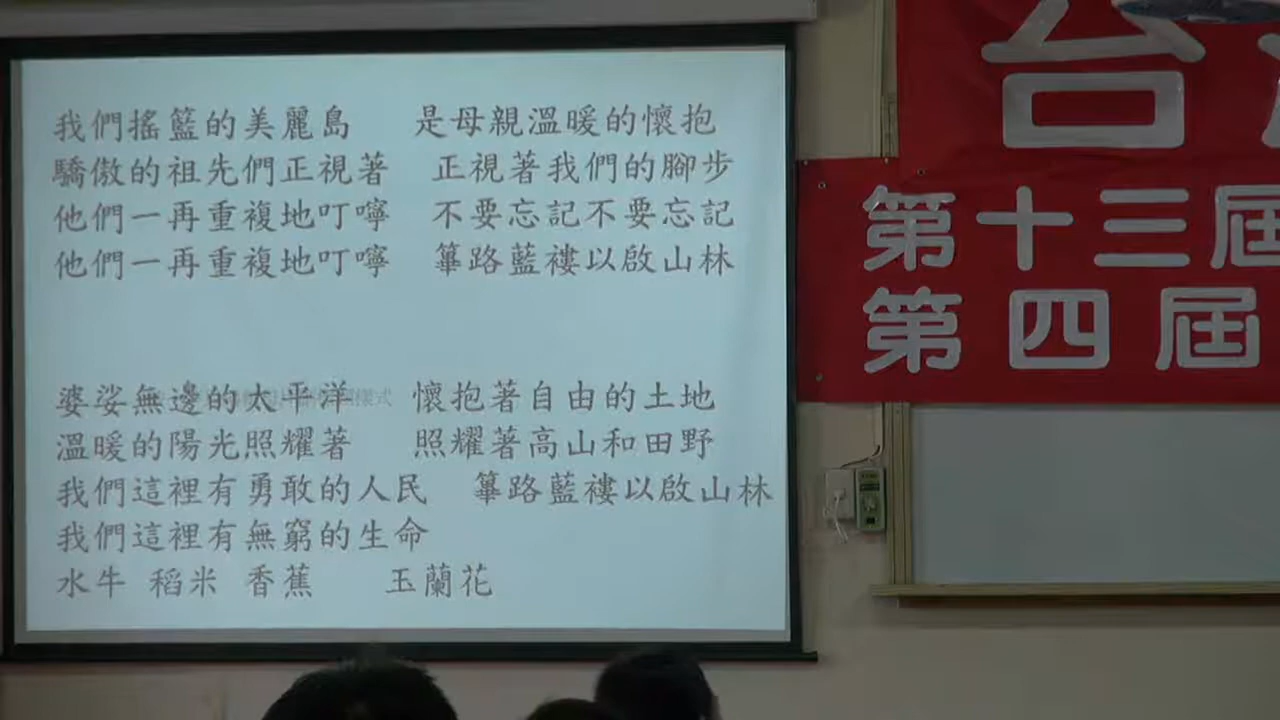 我們搖籃的美麗島 是母親溫暖的懷抱
驕傲的祖先們正視著 正視著我們的腳步
他們一再重複地叮嚀 不要忘記不要忘記
他們一再重複地叮嚀 篳路藍褸以啟山林
婆娑無邊的太平洋 懷抱著自由的土地
溫暖的陽光照耀著 照耀著高山和田野
我們這裡有勇敢的人民 篳路藍褸以啟山林
我們這裡有無窮的生命
水牛 稻米 香蕉 玉蘭花
台
第十三屆
第四屆